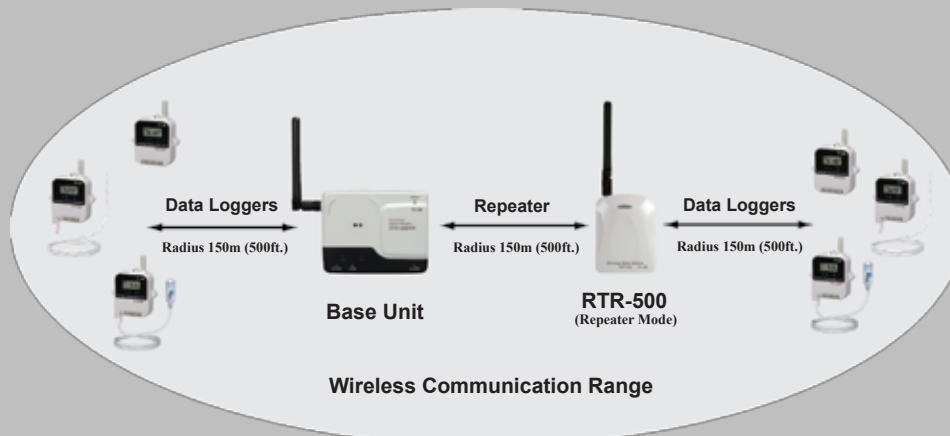 Data Loggers
Radius 150m (500ft.)
Repeater
Radius 150m (500ft.)
Data Loggers
Radius 150m (500ft.)
Base Unit
RTR-500
(Repeater Mode)
Wireless Communication Range